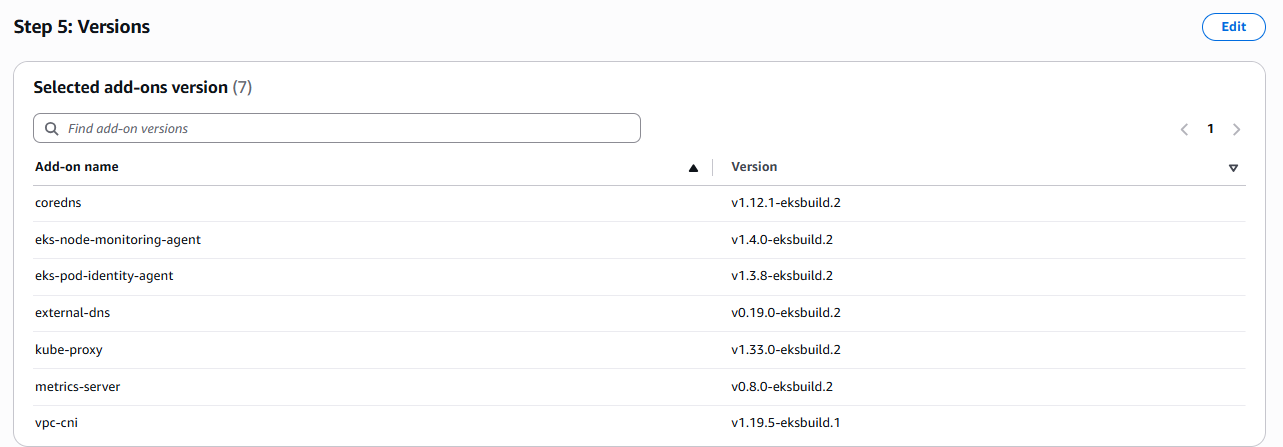 Step 5: Versions
Edit
Selected add-ons version (7)
Find add-on versions
1
Add-on name Version
coredns v1.12.1-eksbuild.2
eks-node-monitoring-agent v1.4.0-eksbuild.2
eks-pod-identity-agent v1.3.8-eksbuild.2
external-dns v0.19.0-eksbuild.2
kube-proxy v1.33.0-eksbuild.2
metrics-server v0.8.0-eksbuild.2
vpc-cni v1.19.5-eksbuild.1